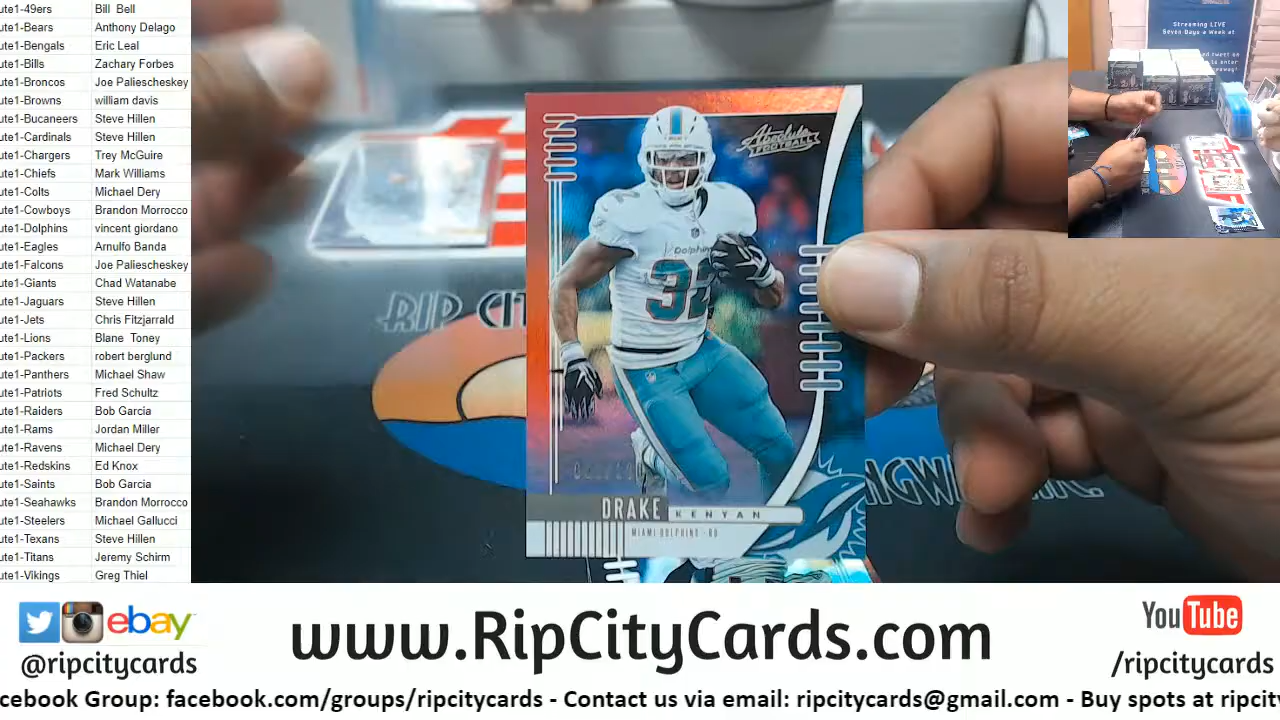 ute1-49ers Bill Bell
ute1-Bears Anthony Delago
ute1-Bengals Eric Leal
ute1-Bills Zachary Forbes
ute1-Broncos Joe Paliescheskey
ute1-Browns william davis
ute1-Bucaneers Steve Hillen
ute1-Cardinals Steve Hillen
ute1-Chargers Trey McGuire
ute1-Chiefs Mark Williams
ute1-Colts Michael Dery
ute1-Cowboys Brandon Morrocco
ute1-Dolphins vincent giordano
ute1-Eagles Arnulfo Banda
ute1-Falcons Joe Paliescheskey
ute1-Giants Chad Watanabe
ute1-Jaguars Steve Hillen
ute1-Jets Chris Fltzjarrald
ute1-Lions Blane Toney
ute1-Packers robert berglund
ute1-Panthers Michael Shaw
ute1-Patriots Fred Schultz
ute1-Raiders Bob Garcia
ute1-Rams Jordan Miller
ute1-Ravens Michael Dery
ute1-Redskins Ed Knox
ute1-Saints Bob Garcia
ute1-Seahawks Brandon Morrocco
ute1-Steelers Michael Gallucci
ute1-Texans Steve Hillen
ute1-Titans Jeremy Schirm
ute1-Vikings Greg Thiel
Absolute
FOOTBALL
Dolphin
32
DRAKE KENYAN
MIAMI DOLPHINS - RB
RIP CIT
Streaming LIVE
Seven Days a Week at
ebay
@ripcitycards
www.RipCityCards.com
YouTube
/ripcitycards
cebook Group: facebook.com/groups/ripcitycards - Contact us via email: ripcitycards@gmail.com - Buy spots at ripcity